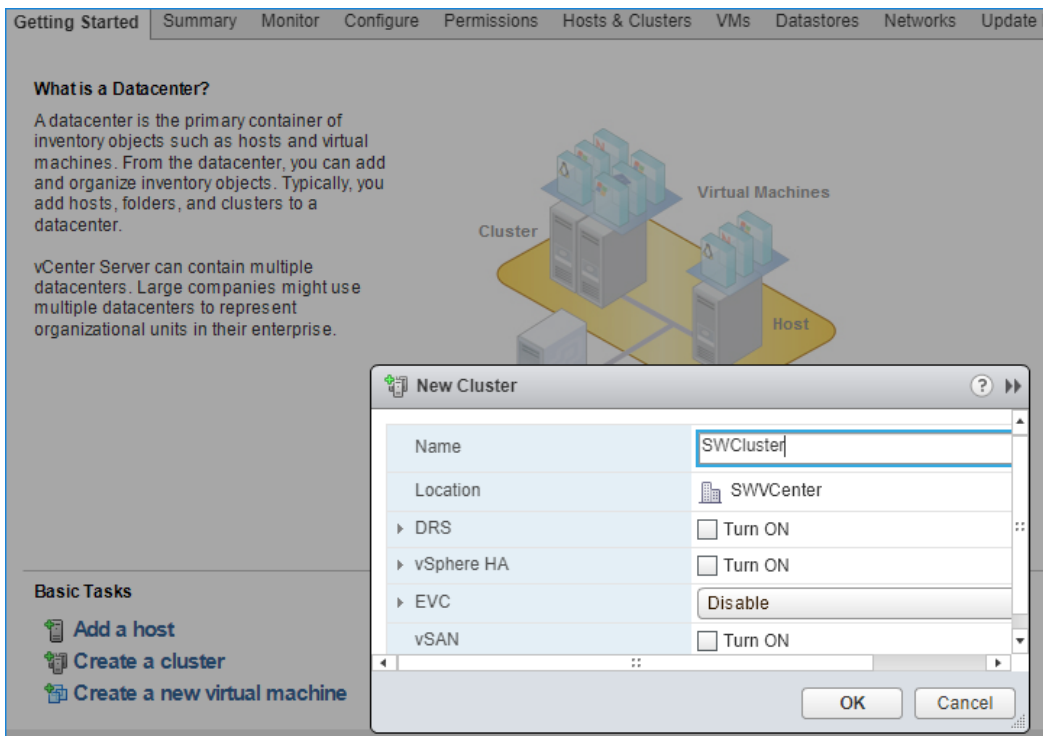 Getting Started Summary Monitor Configure Permissions Hosts & Clusters VMs Datastores Networks Update
What is a Datacenter?
A datacenter is the primary container of
inventory objects such as hosts and virtual
machines. From the datacenter, you can add
and organize inventory objects. Typically, you
add hosts, folders, and clusters to a
datacenter.
vCenter Server can contain multiple
datacenters. Large companies might use
multiple datacenters to represent
organizational units in their enterprise.
Virtual Machines
Cluster
Host
New Cluster
Name SWCluster
Location SWVCenter
DRS Turn ON
vSphere HA Turn ON
EVC Disable
vSAN Turn ON
OK Cancel
Basic Tasks
Add a host
Create a cluster
Create a new virtual machine